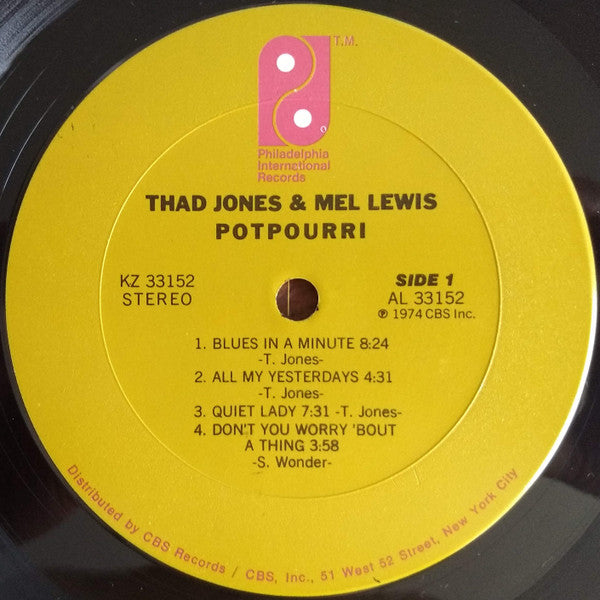 T.M.
Philadelphia
International
Records
THAD JONES & MEL LEWIS
POTPOURRI
KZ 33152
STEREO
SIDE 1
AL 33152
℗ 1974 CBS Inc.
1. BLUES IN A MINUTE 8:24
-T. Jones-
2. ALL MY YESTERDAYS 4:31
-T. Jones-
3. QUIET LADY 7:31 -T. Jones-
4. DON'T YOU WORRY 'BOUT
A THING 3:58
-S. Wonder-
Distributed by CBS Records / CBS, Inc., 51 West 52 Street, New York City